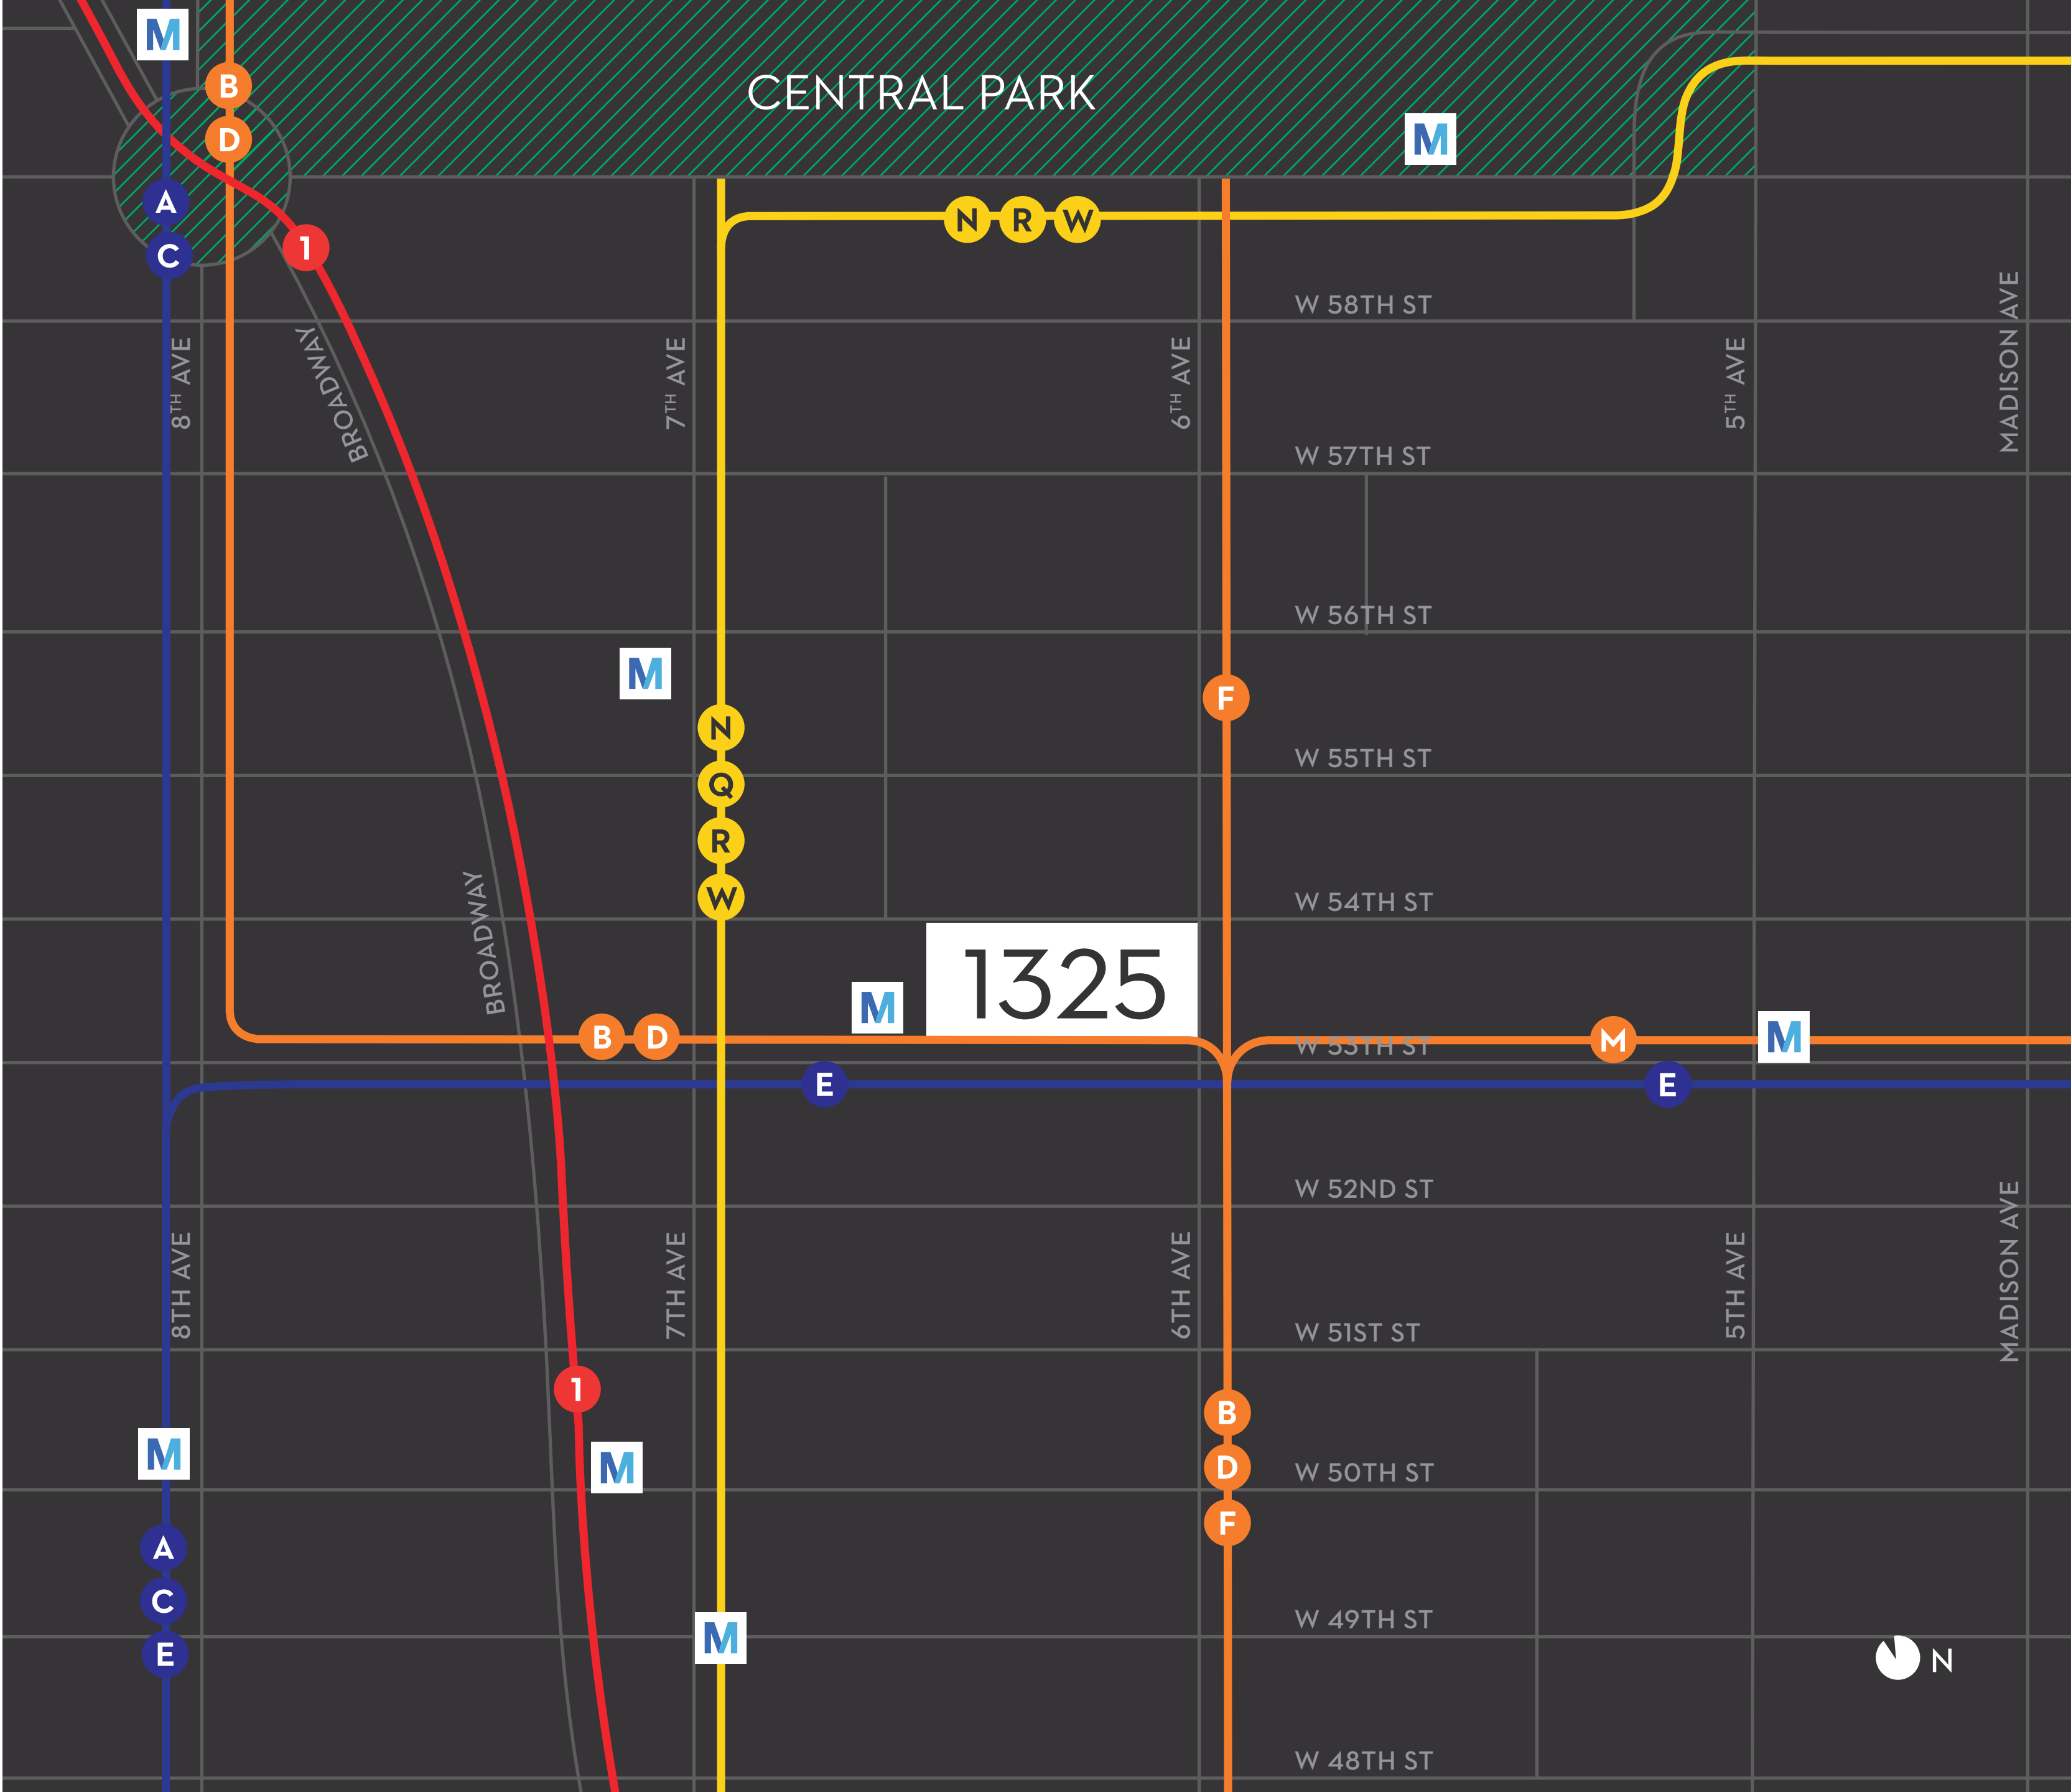 M
B
CENTRAL PARK
D
M
A
N R W
C
1
W 58TH ST
8TH AVE
BROADWAY
7TH AVE
6TH AVE
5TH AVE
MADISON AVE
W 57TH ST
W 56TH ST
M
F
N
W 55TH ST
Q
R
W
W 54TH ST
BROADWAY
1325
M
B D
W 53TH ST
M
M
E
E
W 52ND ST
8TH AVE
7TH AVE
6TH AVE
5TH AVE
MADISON AVE
W 51ST ST
1
B
M
M
D
W 50TH ST
F
A
C
W 49TH ST
M
E
N
W 48TH ST